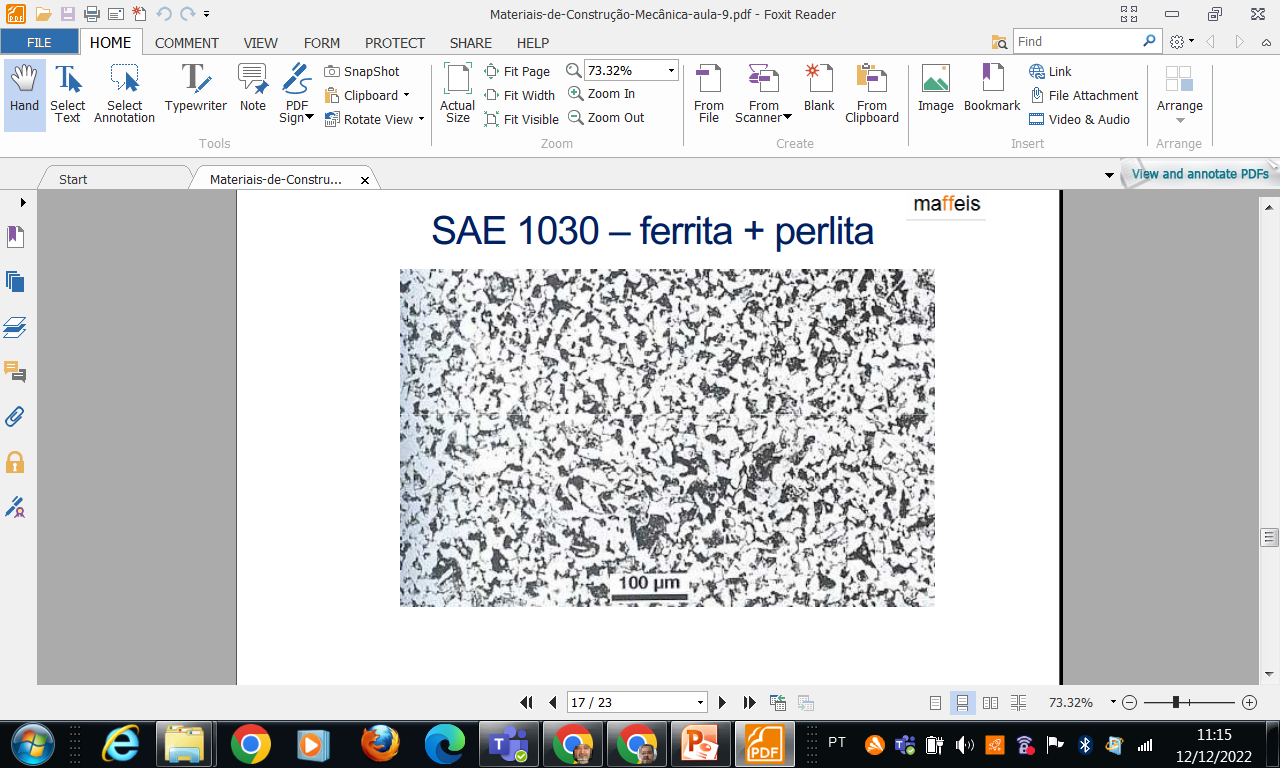 Materiais-de-Construção-Mecânica-aula-9.pdf - Foxit Reader
FILE HOME COMMENT VIEW FORM PROTECT SHARE HELP
Find
Hand
Select Text
Select Annotation
Typewriter
Note
PDF Sign
SnapShot
Clipboard
Rotate View
Tools
Actual Size
Fit Page
Fit Width
Fit Visible
73.32%
Zoom In
Zoom Out
Zoom
From File
From Scanner
Blank
From Clipboard
Create
Image
Bookmark
Link
File Attachment
Video & Audio
Insert
Arrange
Arrange
Start
Materiais-de-Constru...
View and annotate PDFs
maffeis
SAE 1030 – ferrita + perlita
100 µm
17 / 23
73.32%
PDF
PT
11:15
12/12/2022